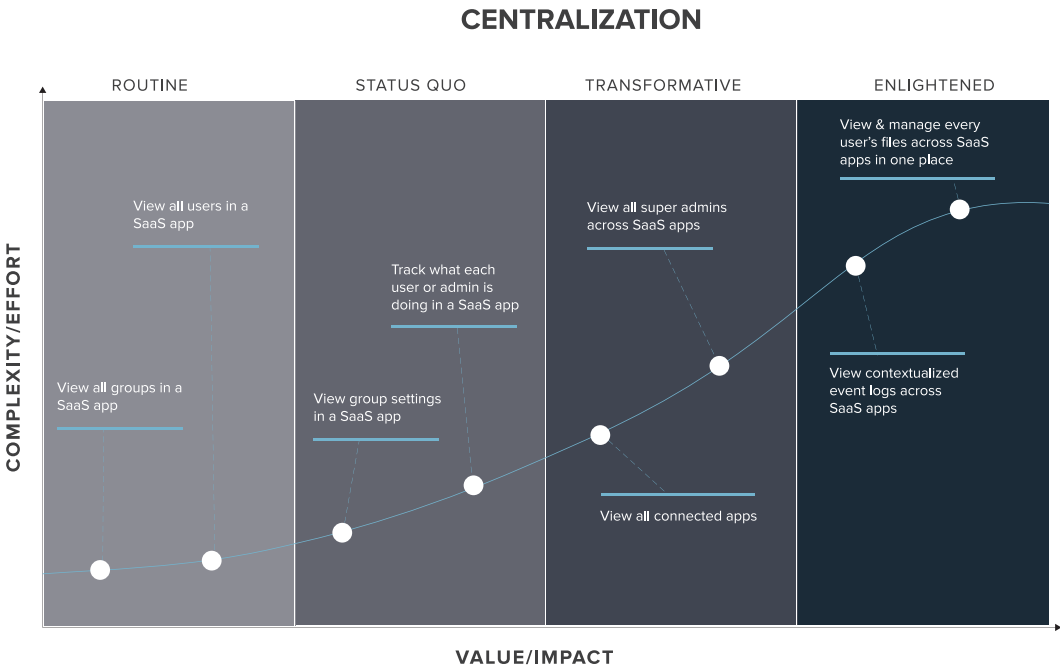 CENTRALIZATION
ROUTINE
STATUS QUO
TRANSFORMATIVE
ENLIGHTENED
COMPLEXITY/EFFORT
View all groups in a
SaaS app
View all users in a
SaaS app
View group settings
in a SaaS app
Track what each
user or admin is
doing in a SaaS app
View all connected apps
View all super admins
across SaaS apps
View contextualized
event logs across
SaaS apps
View & manage every
user’s files across SaaS
apps in one place
VALUE/IMPACT